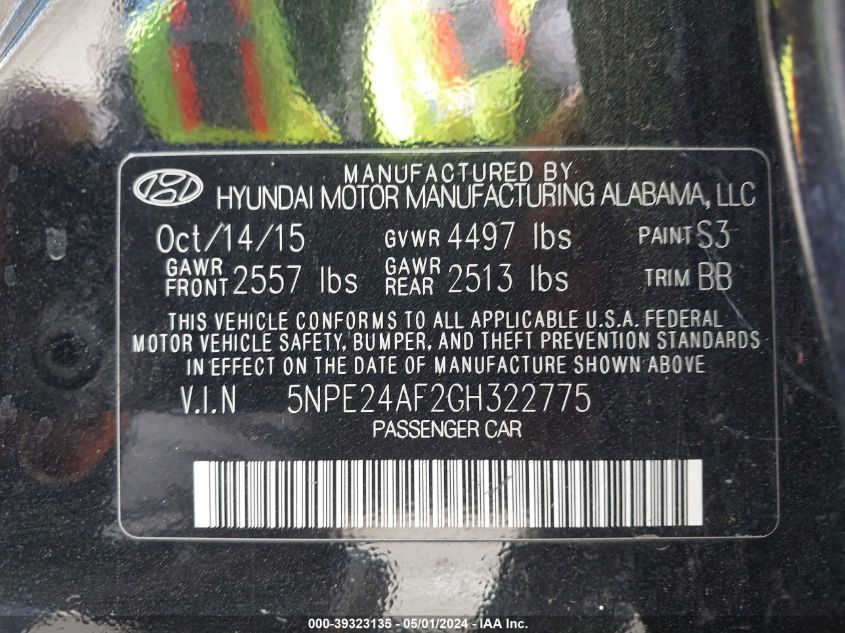 MANUFACTURED BY
HYUNDAI MOTOR MANUFACTURING ALABAMA, LLC
Oct/14/15 GVWR 4497 lbs PAINT S3
GAWR FRONT 2557 lbs GAWR REAR 2513 lbs TRIM BB
THIS VEHICLE CONFORMS TO ALL APPLICABLE U.S.A. FEDERAL
MOTOR VEHICLE SAFETY, BUMPER, AND THEFT PREVENTION STANDARDS
IN EFFECT ON THE DATE OF MANUFACTURE SHOWN ABOVE
V.I.N 5NPE24AF2GH322775
PASSENGER CAR
000-39323135 - 05/01/2024 - IAA Inc.